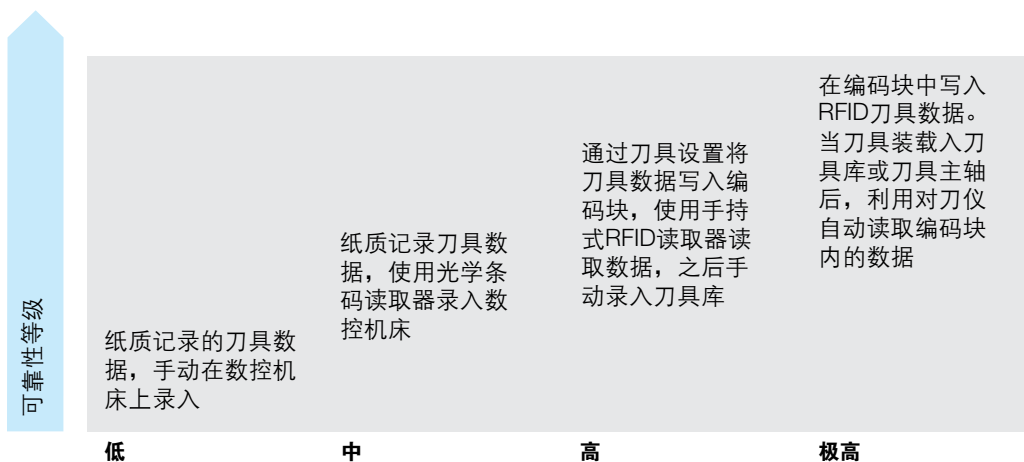 可靠性等级
纸质记录的刀具数
据，手动在数控机
床上录入
低
纸质记录刀具数
据，使用光学条
码读取器录入数
控机床
中
通过刀具设置将
刀具数据写入编
码块，使用手持
式RFID读取器读
取数据，之后手
动录入刀具库
高
在编码块中写入
RFID刀具数据。
当刀具装载入刀
具库或刀具主轴
后，利用对刀仪
自动读取编码块
内的数据
极高